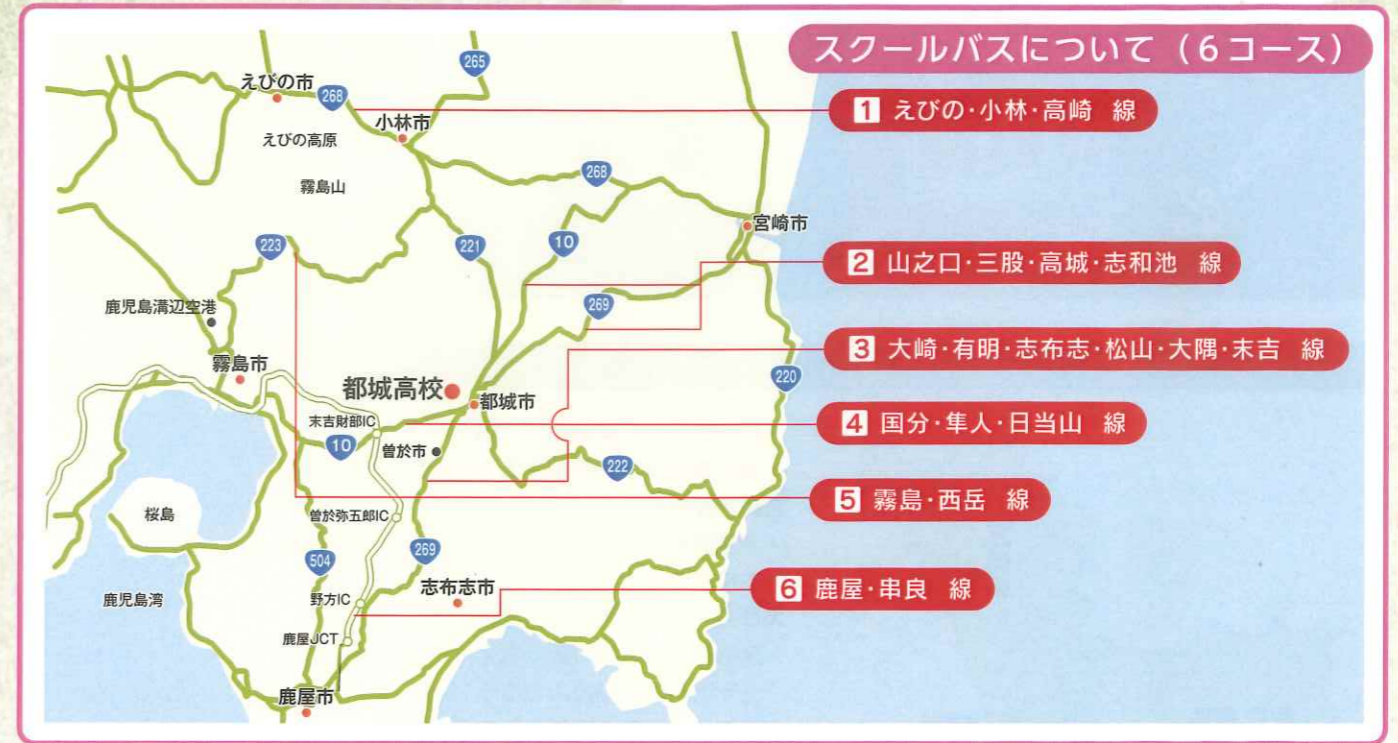 スクールバスについて（6コース）
1 えびの・小林・高崎 線
2 山之口・三股・高城・志和池 線
3 大崎・有明・志布志・松山・大隅・末吉 線
4 国分・隼人・日当山 線
5 霧島・西岳 線
6 鹿屋・串良 線
265
えびの市
268
小林市
えびの高原
霧島山
268
宮崎市
223
221
10
鹿児島溝辺空港
269
霧島市
都城高校
220
都城市
末吉財部IC
10
曽於市
222
桜島
曽於弥五郎IC
504
269
志布志市
鹿児島湾
野方IC
鹿屋JCT
鹿屋市